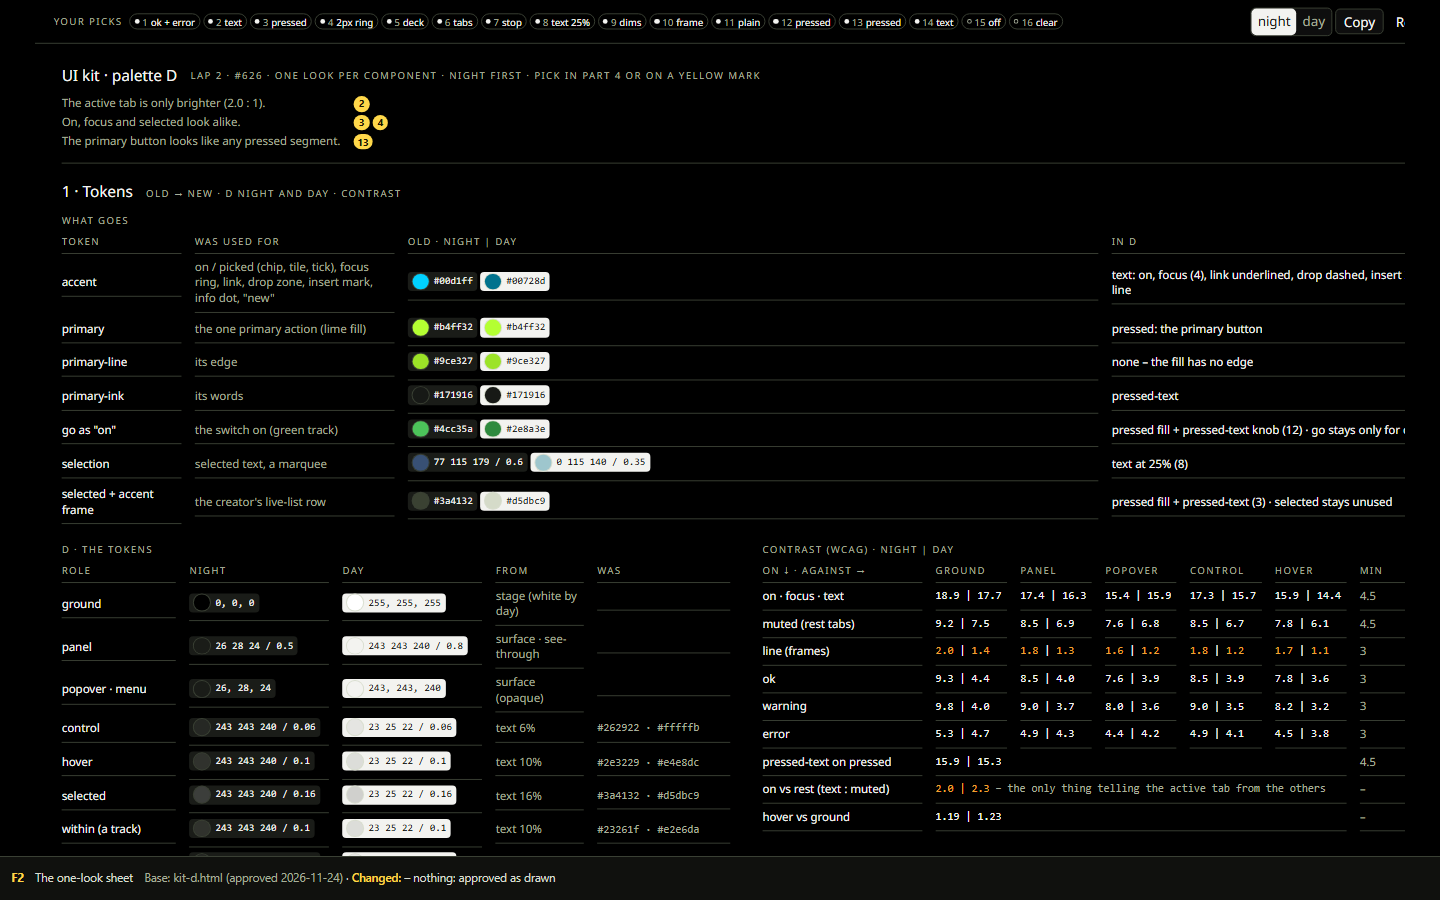 YOUR PICKS 1 ok + error 2 text 3 pressed 4 2px ring 5 deck 6 tabs 7 stop 8 text 25% 9 dims 10 frame 11 plain 12 pressed 13 pressed 14 text 15 off 16 clear night day Copy
UI kit · palette D LAP 2 · #626 · ONE LOOK PER COMPONENT · NIGHT FIRST · PICK IN PART 4 OR ON A YELLOW MARK
The active tab is only brighter (2.0 : 1). 2
On, focus and selected look alike. 3 4
The primary button looks like any pressed segment. 13
1 · Tokens OLD → NEW · D NIGHT AND DAY · CONTRAST
WHAT GOES
TOKEN WAS USED FOR OLD · NIGHT | DAY IN D
accent on / picked (chip, tile, tick), focus ring, link, drop zone, insert mark, info dot, "new" #00d1ff #00728d text: on, focus (4), link underlined, drop dashed, insert line
primary the one primary action (lime fill) #b4ff32 #b4ff32 pressed: the primary button
primary-line its edge #9ce327 #9ce327 none – the fill has no edge
primary-ink its words #171916 #171916 pressed-text
go as "on" the switch on (green track) #4cc35a #2e8a3e pressed fill + pressed-text knob (12) · go stays only for
selection selected text, a marquee 77 115 179 / 0.6 0 115 140 / 0.35 text at 25% (8)
selected + accent frame the creator's live-list row #3a4132 #d5dbc9 pressed fill + pressed-text (3) · selected stays unused
D · THE TOKENS
ROLE NIGHT DAY FROM WAS
ground 0, 0, 0 255, 255, 255 stage (white by day)
panel 26 28 24 / 0.5 243 243 240 / 0.8 surface · see-through
popover · menu 26, 28, 24 243, 243, 240 surface (opaque)
control 243 243 240 / 0.06 23 25 22 / 0.06 text 6% #262922 · #fffffb
hover 243 243 240 / 0.1 23 25 22 / 0.1 text 10% #2e3229 · #e4e8dc
selected 243 243 240 / 0.16 23 25 22 / 0.16 text 16% #3a4132 · #d5dbc9
within (a track) 243 243 240 / 0.1 23 25 22 / 0.1 text 10% #23261f · #e2e6da
CONTRAST (WCAG) · NIGHT | DAY
ON ↓ · AGAINST → GROUND PANEL POPOVER CONTROL HOVER MIN
on · focus · text 18.9 | 17.7 17.4 | 16.3 15.4 | 15.9 17.3 | 15.7 15.9 | 14.4 4.5
muted (rest tabs) 9.2 | 7.5 8.5 | 6.9 7.6 | 6.8 8.5 | 6.7 7.8 | 6.1 4.5
line (frames) 2.0 | 1.4 1.8 | 1.3 1.6 | 1.2 1.8 | 1.2 1.7 | 1.1 3
ok 9.3 | 4.4 8.5 | 4.0 7.6 | 3.9 8.5 | 3.9 7.8 | 3.6 3
warning 9.8 | 4.0 9.0 | 3.7 8.0 | 3.6 9.0 | 3.5 8.2 | 3.2 3
error 5.3 | 4.7 4.9 | 4.3 4.4 | 4.2 4.9 | 4.1 4.5 | 3.8 3
pressed-text on pressed 15.9 | 15.3 4.5
on vs rest (text : muted) 2.0 | 2.3 – the only thing telling the active tab from the others –
hover vs ground 1.19 | 1.23 –
F2 The one-look sheet Base: kit-d.html (approved 2026-11-24) · Changed: – nothing: approved as drawn